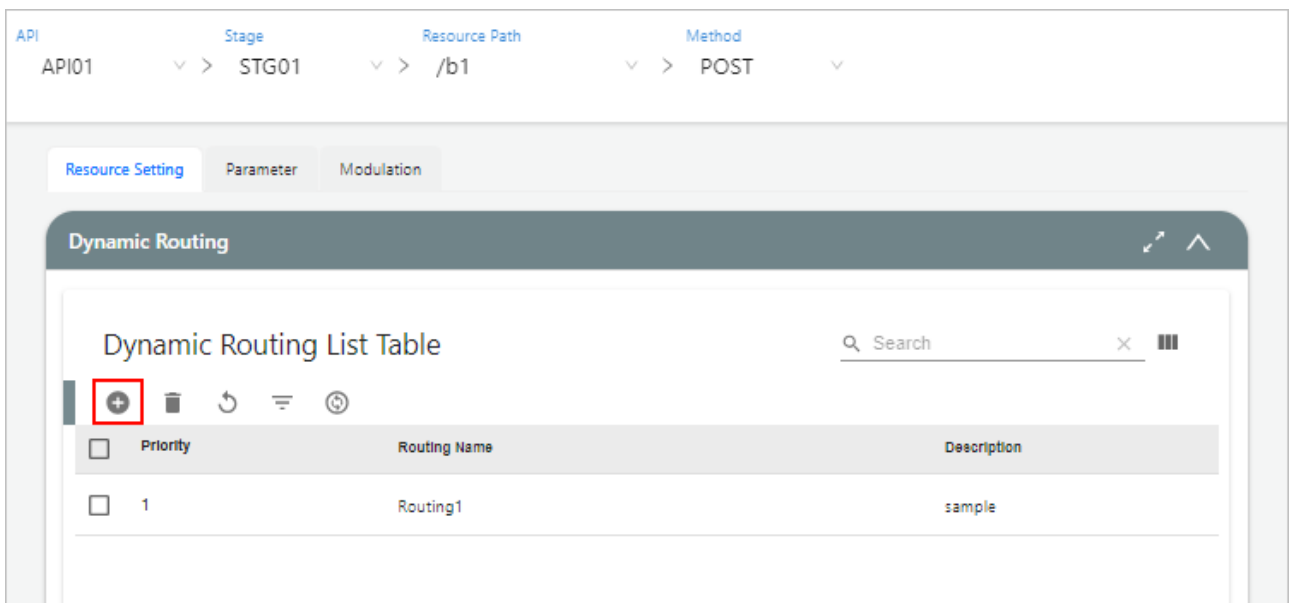 API Stage Resource Path Method
API01 > STG01 > /b1 > POST
Resource Setting Parameter Modulation
Dynamic Routing
Dynamic Routing List Table Search
Priority Routing Name Description
1 Routing1 sample